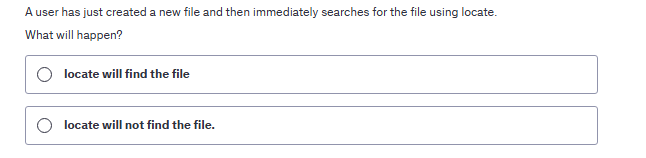 A user has just created a new file and then immediately searches for the file using locate.
What will happen?
locate will find the file
locate will not find the file.